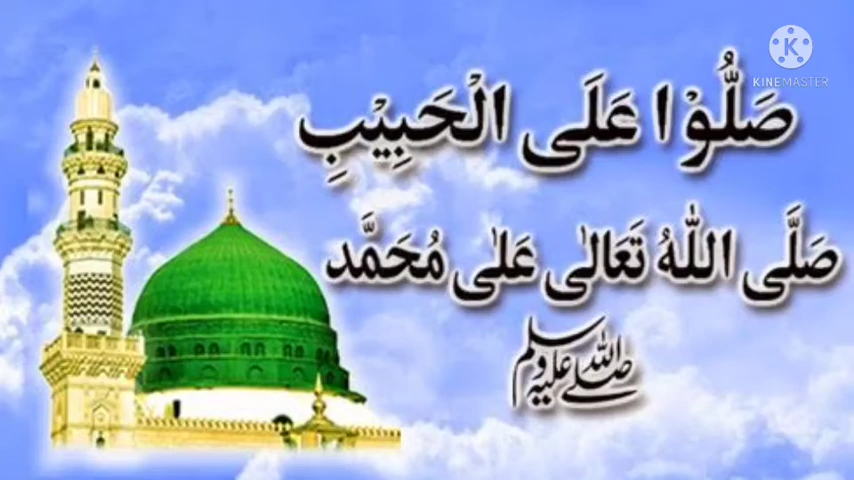 صَلُّوْا عَلَى الْحَبِيْبِ
صَلَّى اللّٰهُ تَعَالٰى عَلٰى مُحَمَّد
صلى الله عليه وسلم
KINEMASTER